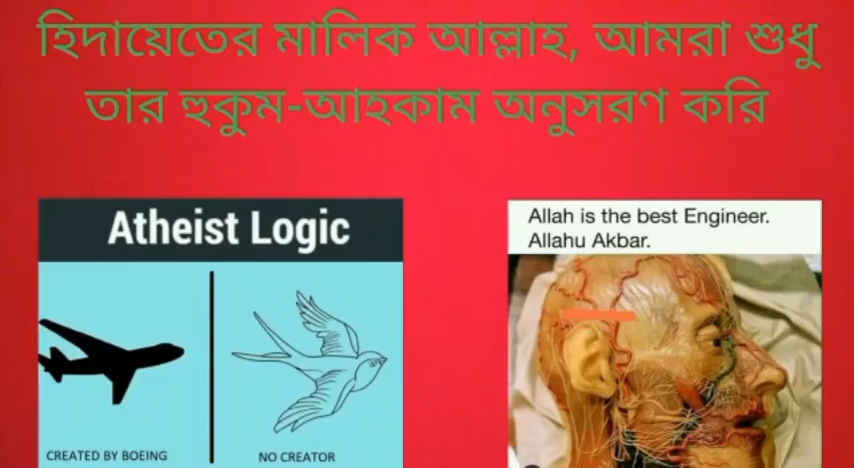 হিদায়েতের মালিক আল্লাহ, আমরা শুধু
তার হুকুম-আহকাম অনুসরণ করি
Atheist Logic
CREATED BY BOEING
NO CREATOR
Allah is the best Engineer.
Allahu Akbar.